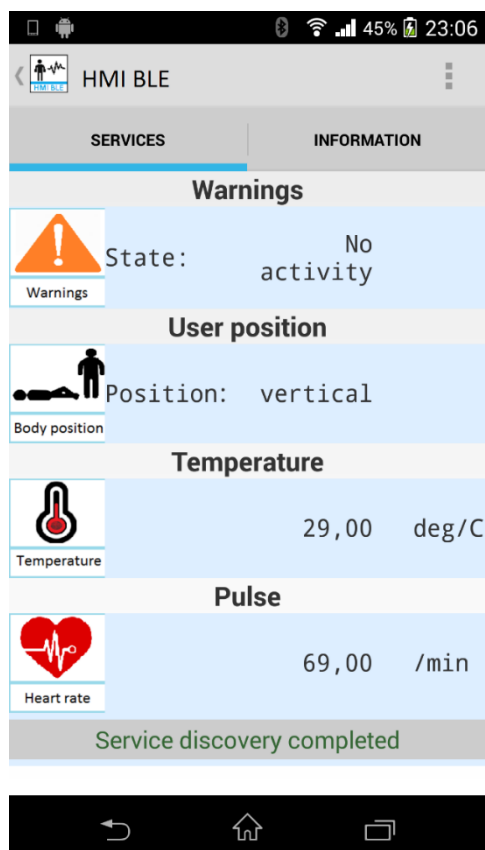 45% 23:06
HMI BLE HMI BLE
SERVICES INFORMATION
Warnings
State: No
activity
Warnings
User position
Position: vertical
Body position
Temperature
29,00 deg/C
Temperature
Pulse
69,00 /min
Heart rate
Service discovery completed